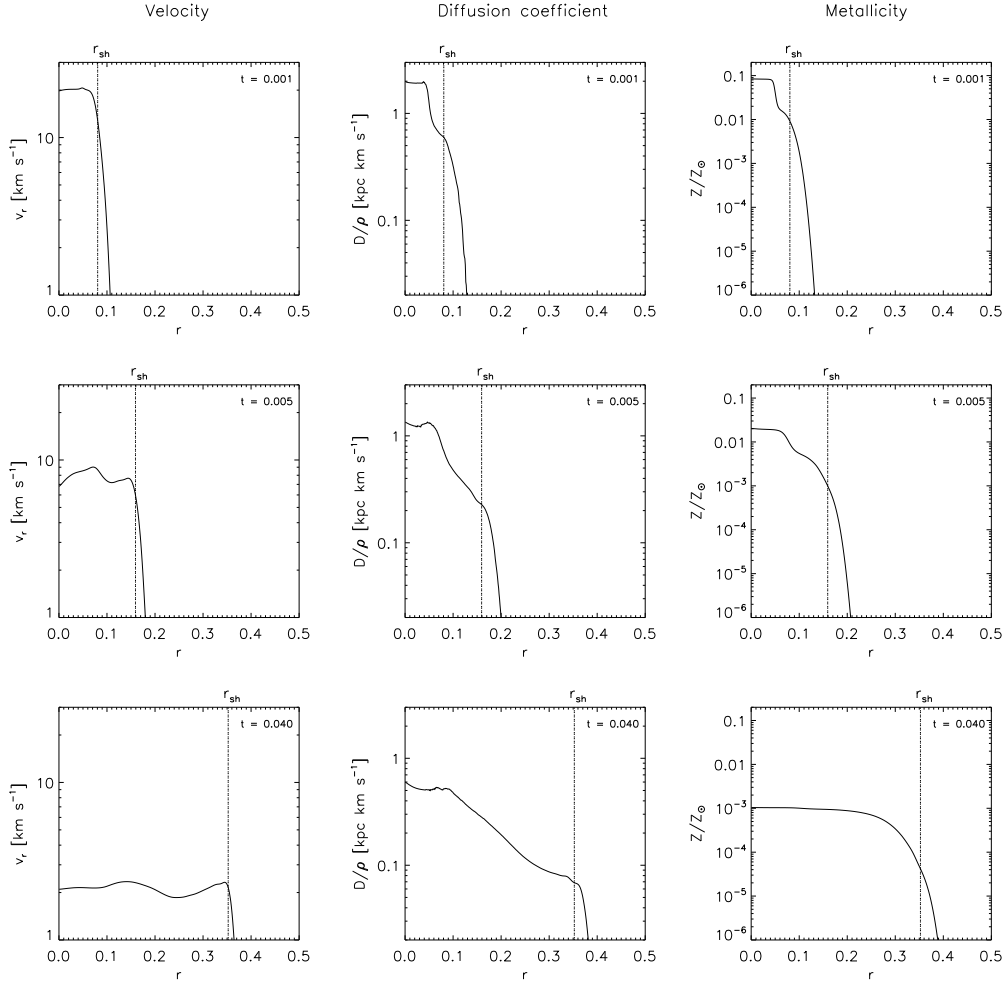 Velocity Diffusion coefficient Metallicity
r_sh r_sh r_sh
t = 0.001 t = 0.001 t = 0.001
10
1
v_r [km s⁻¹]
0.0 0.1 0.2 0.3 0.4 0.5
r
1
0.1
D/ρ [kpc km s⁻¹]
0.0 0.1 0.2 0.3 0.4 0.5
r
0.1
0.01
10⁻³
10⁻⁴
10⁻⁵
10⁻⁶
Z/Z⊙
0.0 0.1 0.2 0.3 0.4 0.5
r
r_sh r_sh r_sh
t = 0.005 t = 0.005 t = 0.005
10
1
v_r [km s⁻¹]
0.0 0.1 0.2 0.3 0.4 0.5
r
1
0.1
D/ρ [kpc km s⁻¹]
0.0 0.1 0.2 0.3 0.4 0.5
r
0.1
0.01
10⁻³
10⁻⁴
10⁻⁵
10⁻⁶
Z/Z⊙
0.0 0.1 0.2 0.3 0.4 0.5
r
r_sh r_sh r_sh
t = 0.040 t = 0.040 t = 0.040
10
1
v_r [km s⁻¹]
0.0 0.1 0.2 0.3 0.4 0.5
r
1
0.1
D/ρ [kpc km s⁻¹]
0.0 0.1 0.2 0.3 0.4 0.5
r
0.1
0.01
10⁻³
10⁻⁴
10⁻⁵
10⁻⁶
Z/Z⊙
0.0 0.1 0.2 0.3 0.4 0.5
r